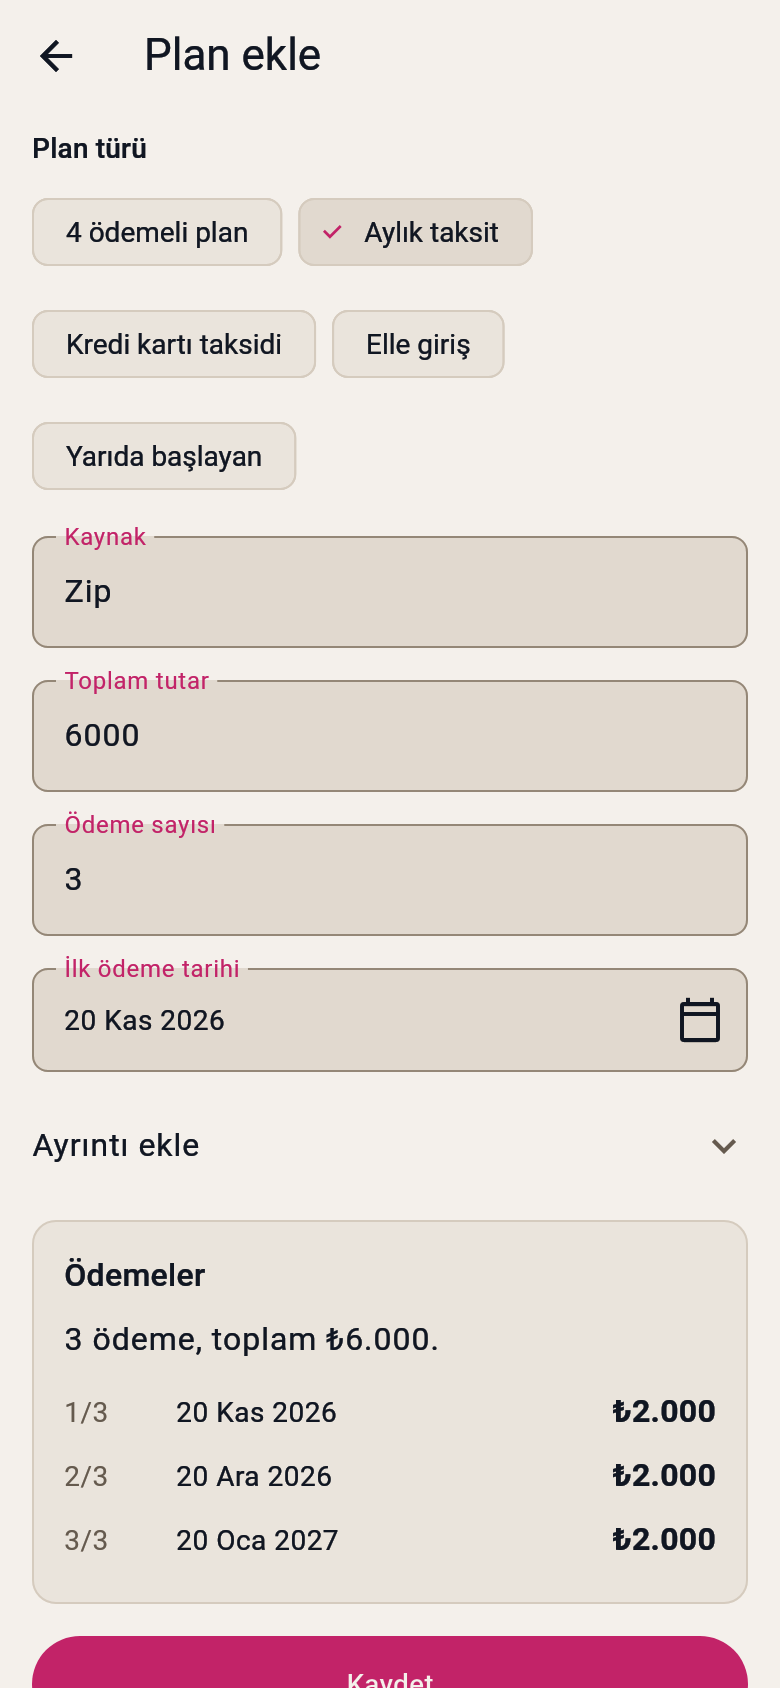 Plan ekle
Plan türü
4 ödemeli plan
Aylık taksit
Kredi kartı taksidi
Elle giriş
Yarıda başlayan
Kaynak
Zip
Toplam tutar
6000
Ödeme sayısı
3
İlk ödeme tarihi
20 Kas 2026
Ayrıntı ekle
Ödemeler
3 ödeme, toplam ₺6.000.
1/3 20 Kas 2026 ₺2.000
2/3 20 Ara 2026 ₺2.000
3/3 20 Oca 2027 ₺2.000
Kaydet